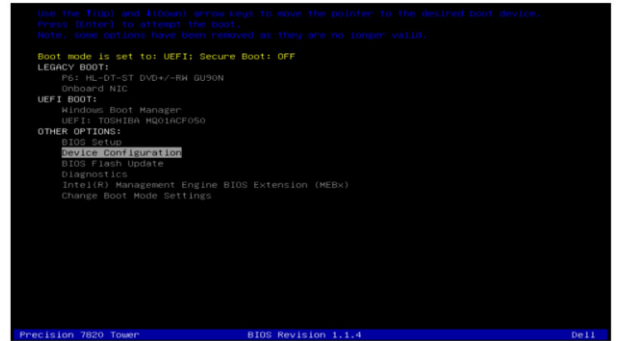 Use the ↑(Up) and ↓(Down) arrow keys to move the pointer to the desired boot device.
Press [Enter] to attempt the boot.
Note, some options have been removed as they are no longer valid.
Boot mode is set to: UEFI; Secure Boot: OFF
LEGACY BOOT:
P6: HL-DT-ST DVD+/-RW GU90N
Onboard NIC
UEFI BOOT:
Windows Boot Manager
UEFI: TOSHIBA MQ01ACF050
OTHER OPTIONS:
BIOS Setup
Device Configuration
BIOS Flash Update
Diagnostics
Intel(R) Management Engine BIOS Extension (MEBx)
Change Boot Mode Settings
Precision 7820 Tower BIOS Revision 1.1.4 Dell